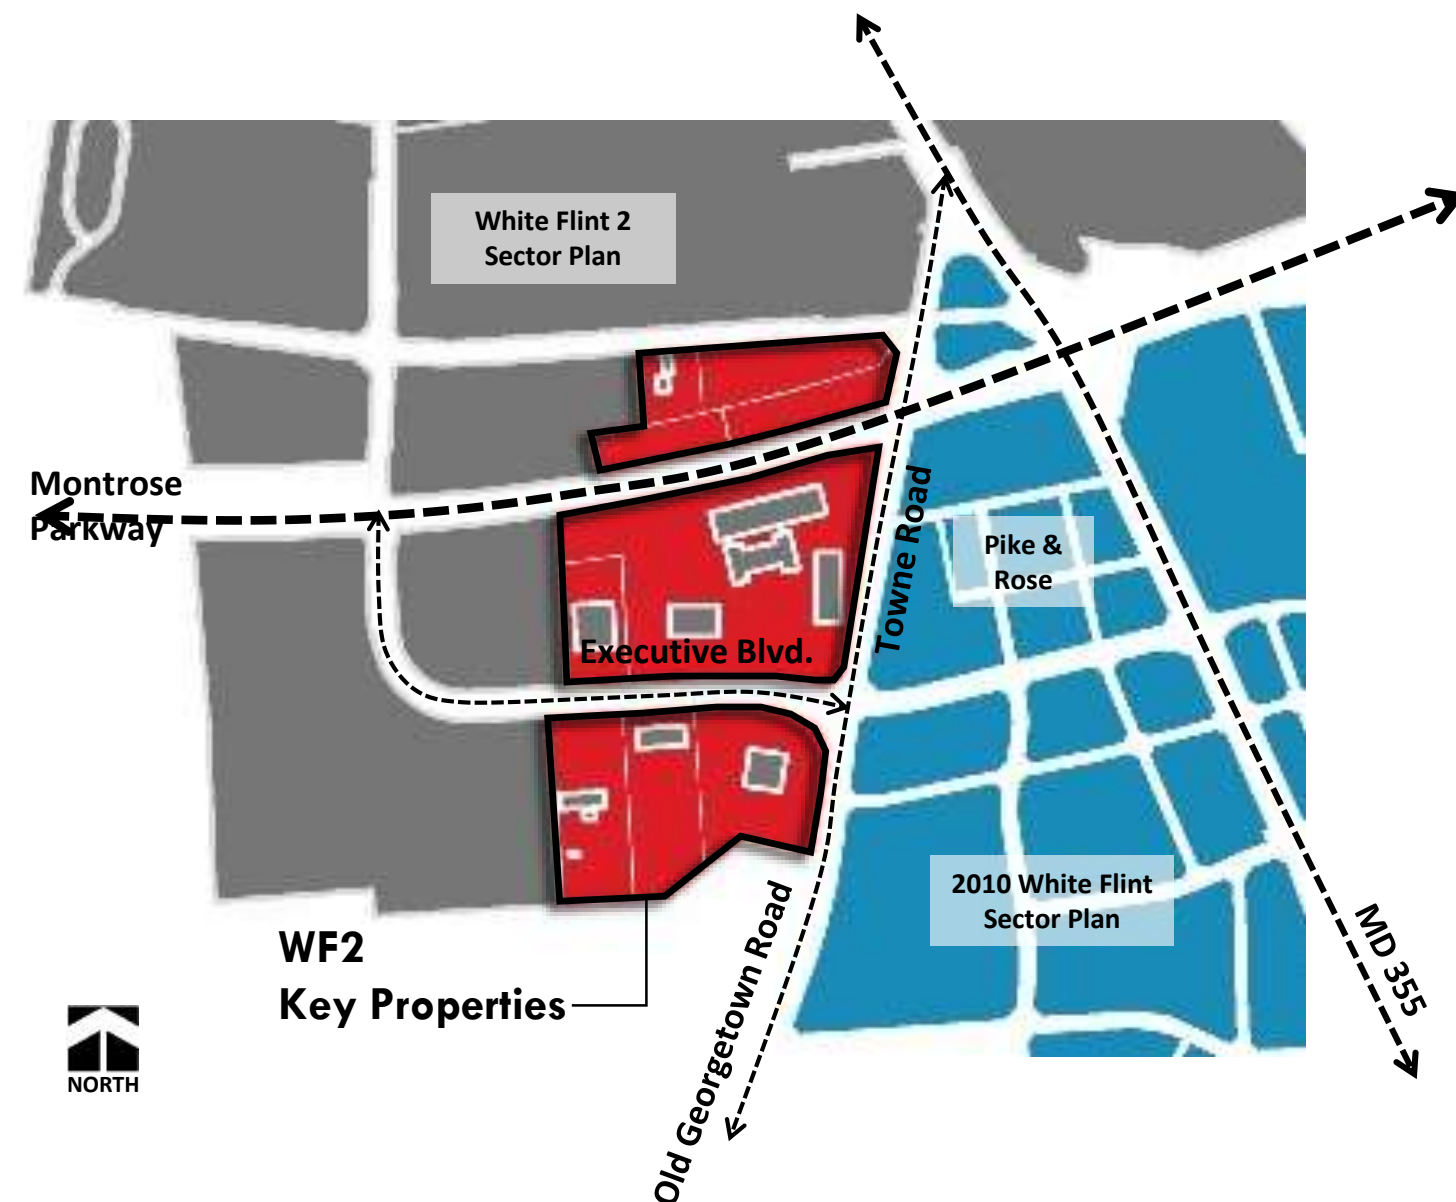 White Flint 2
Sector Plan
Montrose
Parkway
Towne Road
Pike &
Rose
Executive Blvd.
2010 White Flint
Sector Plan
WF2
Key Properties
Old Georgetown Road
MD 355
NORTH